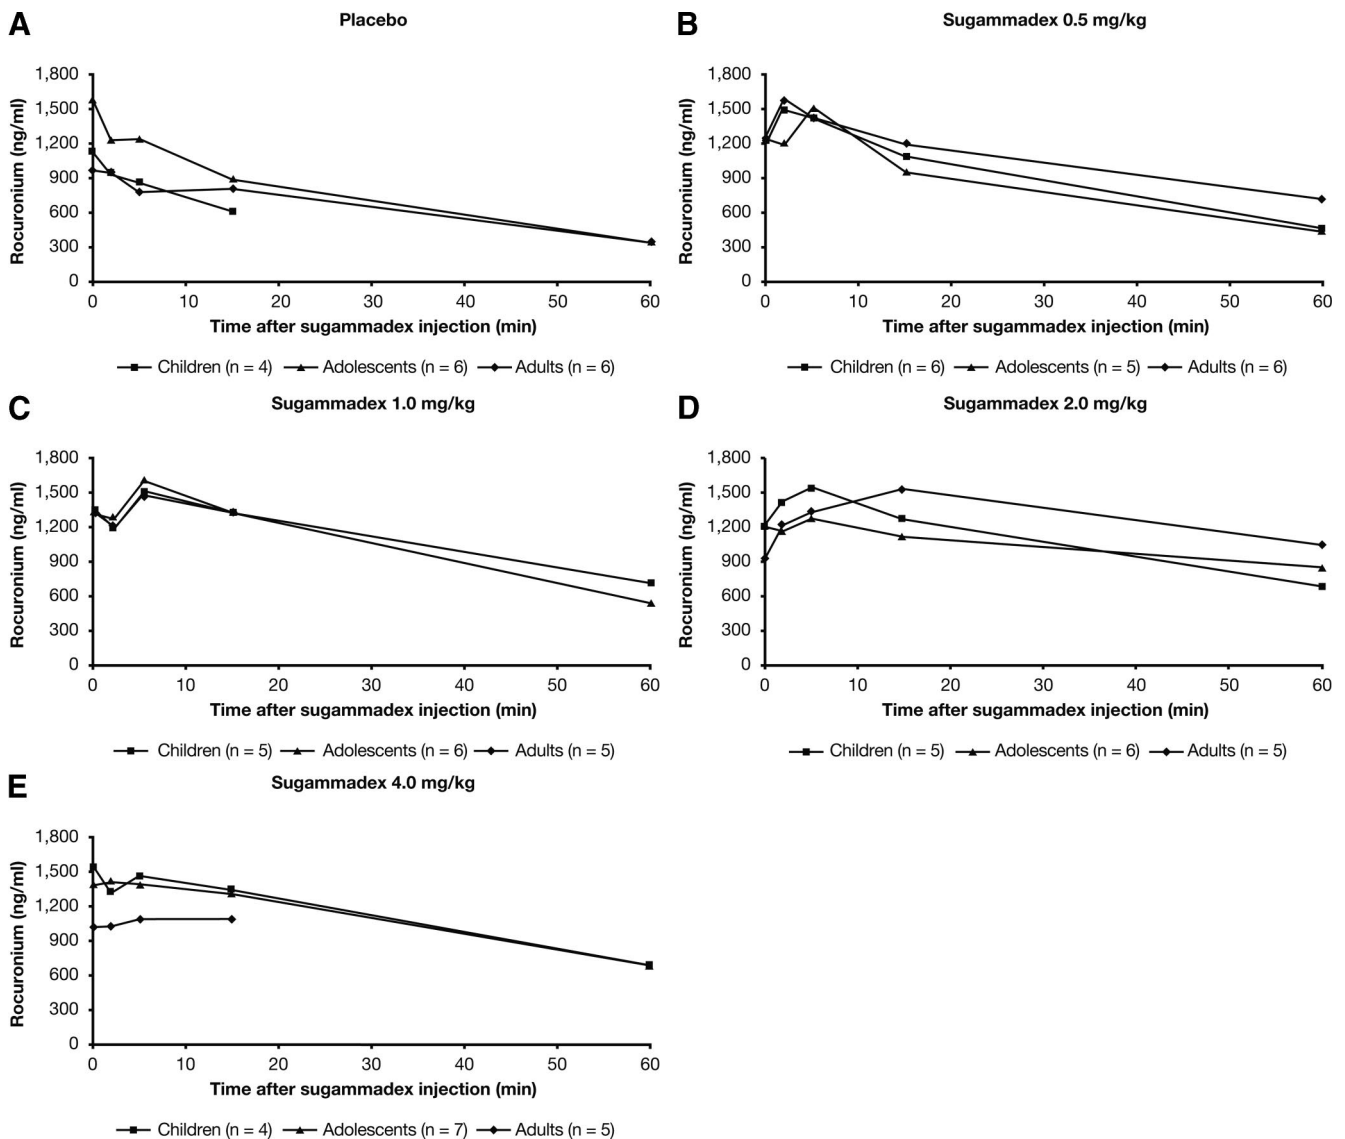 A
Placebo
1,800
1,500
1,200
900
600
300
0
Rocuronium (ng/ml)
0 10 20 30 40 50 60
Time after sugammadex injection (min)
Children (n = 4) Adolescents (n = 6) Adults (n = 6)
B
Sugammadex 0.5 mg/kg
1,800
1,500
1,200
900
600
300
0
Rocuronium (ng/ml)
0 10 20 30 40 50 60
Time after sugammadex injection (min)
Children (n = 6) Adolescents (n = 5) Adults (n = 6)
C
Sugammadex 1.0 mg/kg
1,800
1,500
1,200
900
600
300
0
Rocuronium (ng/ml)
0 10 20 30 40 50 60
Time after sugammadex injection (min)
Children (n = 5) Adolescents (n = 6) Adults (n = 5)
D
Sugammadex 2.0 mg/kg
1,800
1,500
1,200
900
600
300
0
Rocuronium (ng/ml)
0 10 20 30 40 50 60
Time after sugammadex injection (min)
Children (n = 5) Adolescents (n = 6) Adults (n = 5)
E
Sugammadex 4.0 mg/kg
1,800
1,500
1,200
900
600
300
0
Rocuronium (ng/ml)
0 10 20 30 40 50 60
Time after sugammadex injection (min)
Children (n = 4) Adolescents (n = 7) Adults (n = 5)